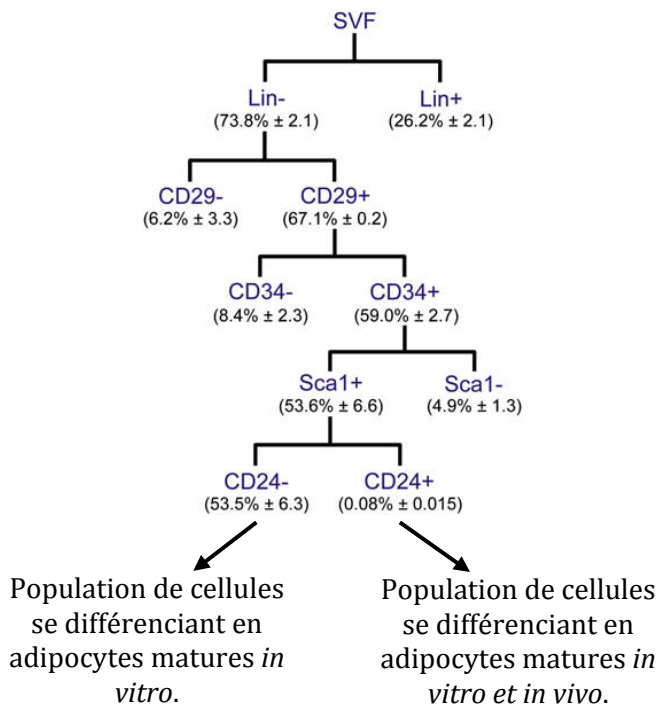 SVF
Lin- Lin+
(73.8% ± 2.1) (26.2% ± 2.1)
CD29- CD29+
(6.2% ± 3.3) (67.1% ± 0.2)
CD34- CD34+
(8.4% ± 2.3) (59.0% ± 2.7)
Sca1+ Sca1-
(53.6% ± 6.6) (4.9% ± 1.3)
CD24- CD24+
(53.5% ± 6.3) (0.08% ± 0.015)
Population de cellules
se différenciant en
adipocytes matures in
vitro.
Population de cellules
se différenciant en
adipocytes matures in
vitro et in vivo.